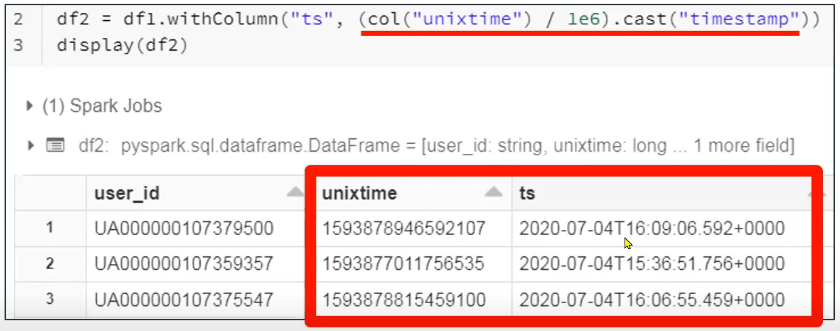 2 df2 = df1.withColumn("ts", (col("unixtime") / 1e6).cast("timestamp"))
3 display(df2)
(1) Spark Jobs
df2: pyspark.sql.dataframe.DataFrame = [user_id: string, unixtime: long ... 1 more field]
user_id unixtime ts
1 UA000000107379500 1593878946592107 2020-07-04T16:09:06.592+0000
2 UA000000107359357 1593877011756535 2020-07-04T15:36:51.756+0000
3 UA000000107375547 1593878815459100 2020-07-04T16:06:55.459+0000